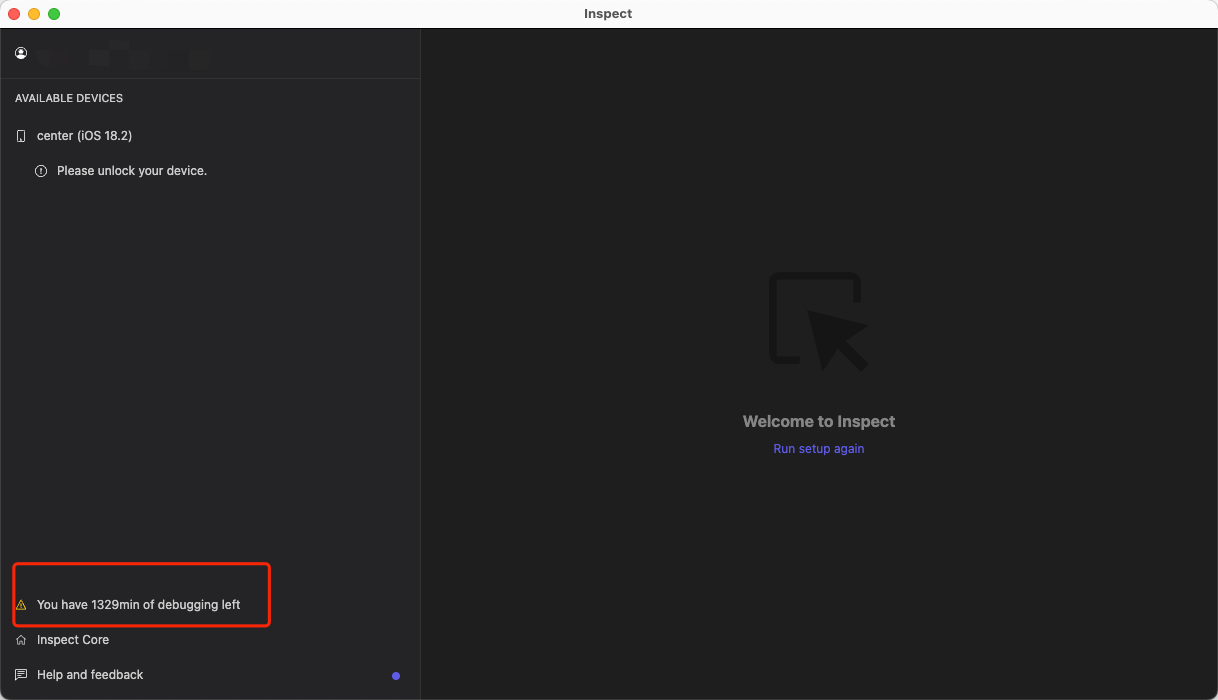 Inspect
AVAILABLE DEVICES
center (iOS 18.2)
Please unlock your device.
Welcome to Inspect
Run setup again
You have 1329min of debugging left
Inspect Core
Help and feedback